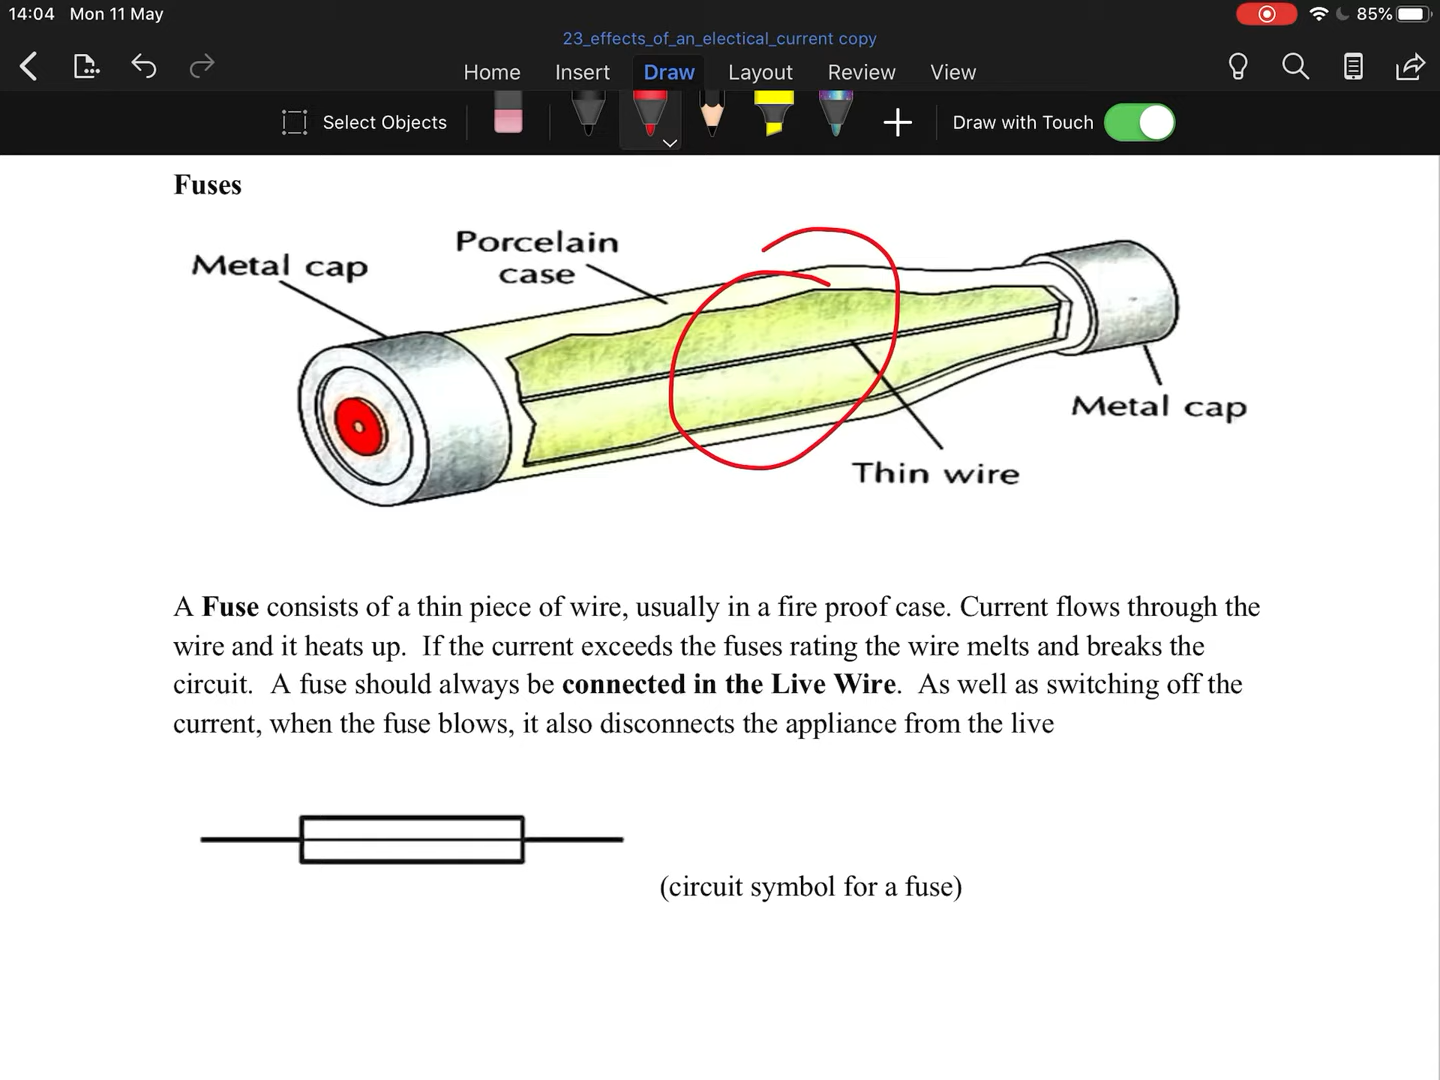 14:04 Mon 11 May
85%
23_effects_of_an_electical_current copy
Home Insert Draw Layout Review View
Select Objects
Draw with Touch
Fuses
Metal cap
Porcelain
case
Metal cap
Thin wire
A Fuse consists of a thin piece of wire, usually in a fire proof case. Current flows through the
wire and it heats up.  If the current exceeds the fuses rating the wire melts and breaks the
circuit.  A fuse should always be connected in the Live Wire.  As well as switching off the
current, when the fuse blows, it also disconnects the appliance from the live
(circuit symbol for a fuse)